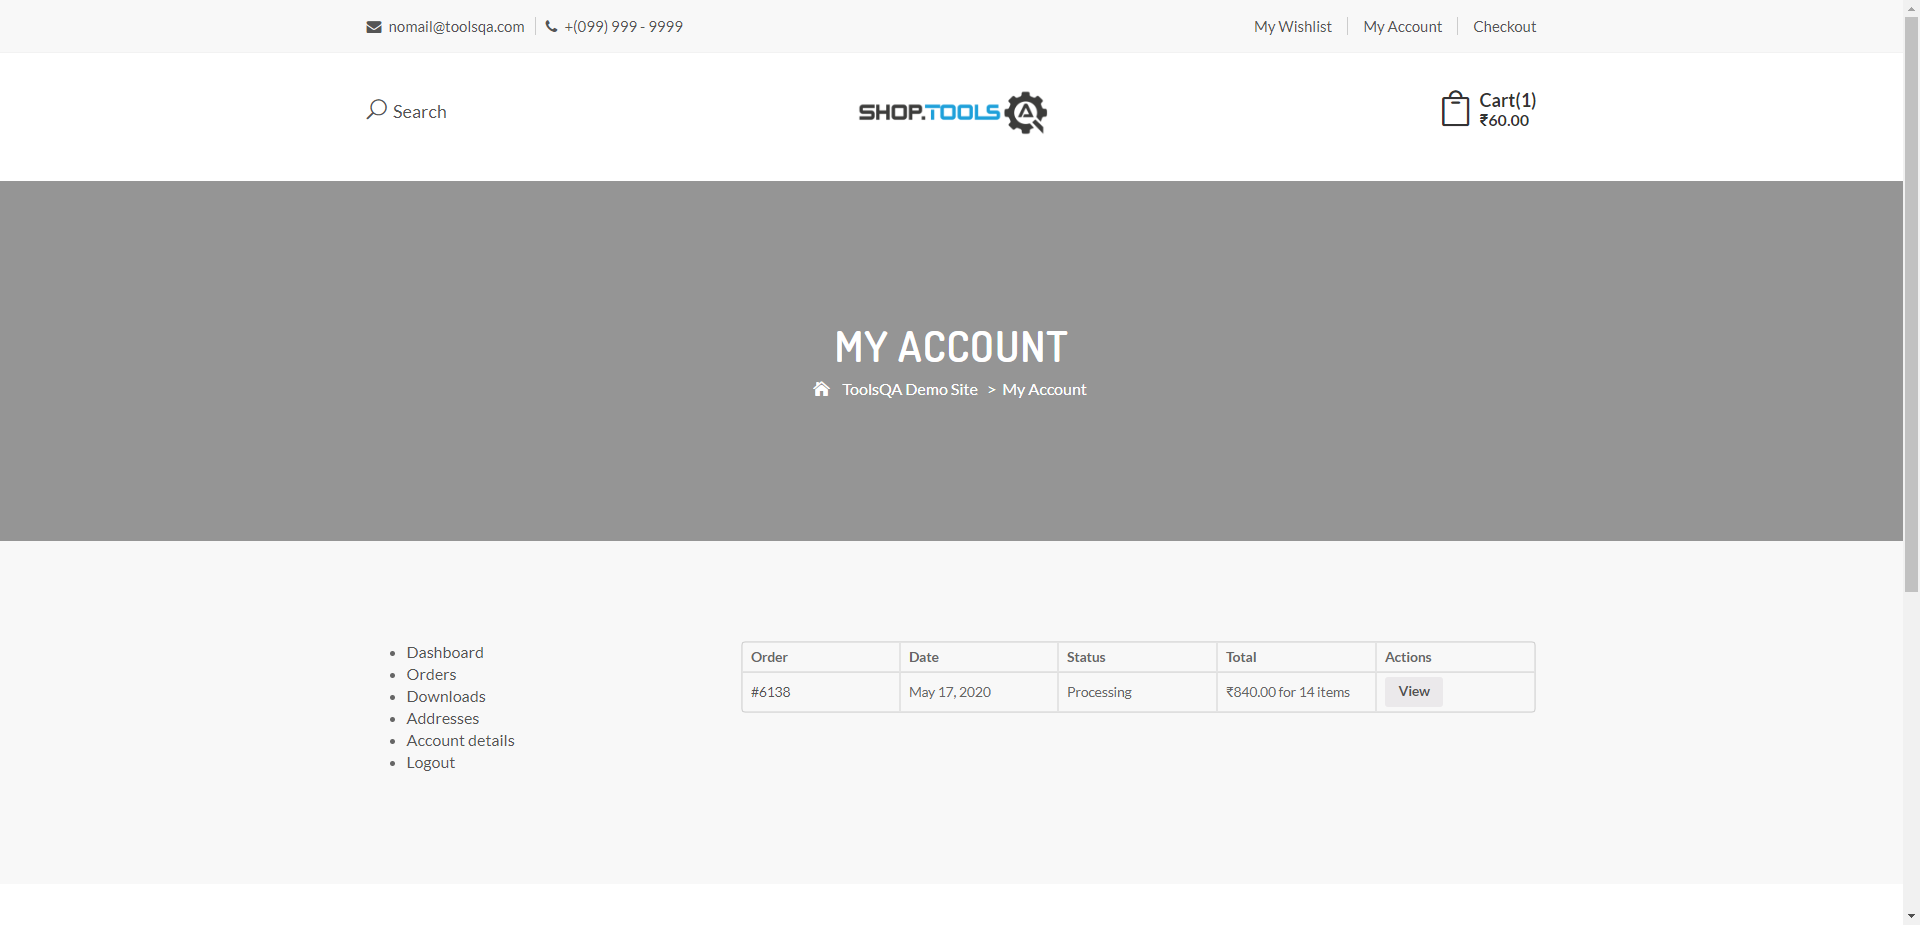 nomail@toolsqa.com +(099) 999 - 9999 My Wishlist My Account Checkout
Search SHOP.TOOLS QA Cart(1)
₹60.00
MY ACCOUNT
ToolsQA Demo Site > My Account
Dashboard
Orders
Downloads
Addresses
Account details
Logout
Order Date Status Total Actions
#6138 May 17, 2020 Processing ₹840.00 for 14 items View